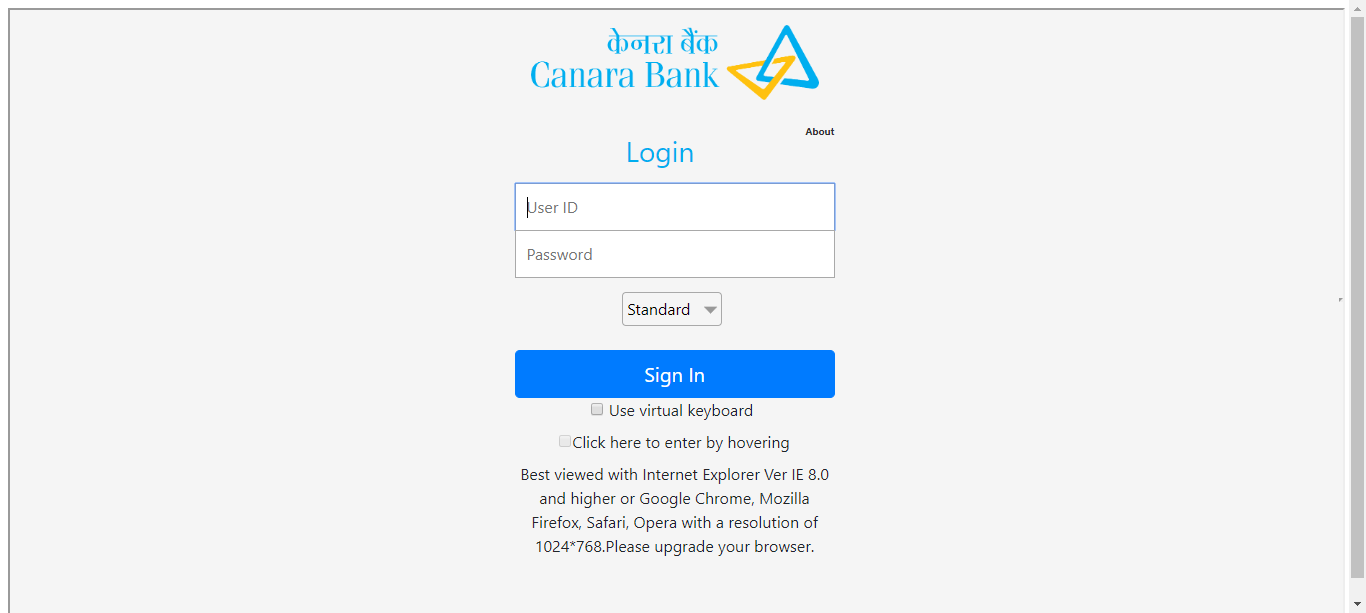 केनरा बैंक
Canara Bank
About
Login
User ID
Password
Standard
Sign In
Use virtual keyboard
Click here to enter by hovering
Best viewed with Internet Explorer Ver IE 8.0
and higher or Google Chrome, Mozilla
Firefox, Safari, Opera with a resolution of
1024*768.Please upgrade your browser.